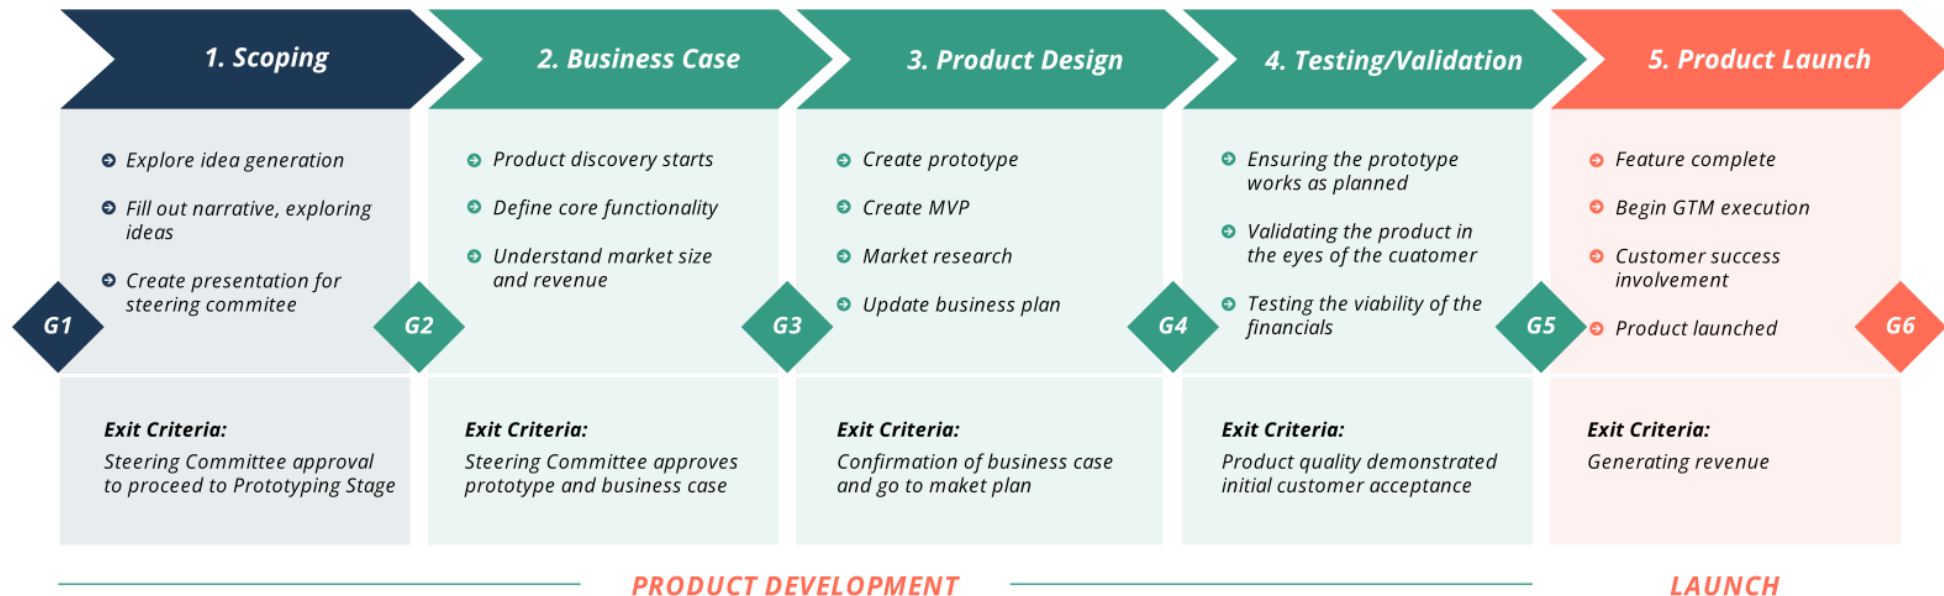 1. Scoping
2. Business Case
3. Product Design
4. Testing/Validation
5. Product Launch
Explore idea generation
Fill out narrative, exploring
ideas
Create presentation for
steering commitee
Product discovery starts
Define core functionality
Understand market size
and revenue
Create prototype
Create MVP
Market research
Update business plan
Ensuring the prototype
works as planned
Validating the product in
the eyes of the cuatomer
Testing the viability of the
financials
Feature complete
Begin GTM execution
Customer success
involvement
Product launched
G1
G2
G3
G4
G5
G6
Exit Criteria:
Steering Committee approval
to proceed to Prototyping Stage
Exit Criteria:
Steering Committee approves
prototype and business case
Exit Criteria:
Confirmation of business case
and go to maket plan
Exit Criteria:
Product quality demonstrated
initial customer acceptance
Exit Criteria:
Generating revenue
PRODUCT DEVELOPMENT
LAUNCH